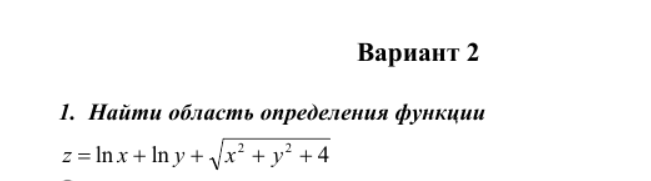 Вариант 2
1. Найти область определения функции
z = ln x + ln y + √(x² + y² + 4)